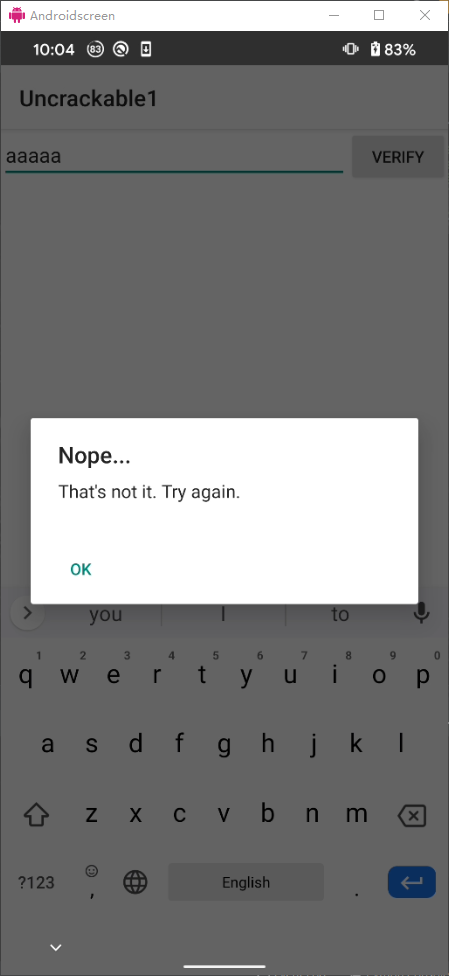 Androidscreen
10:04 83 83%
Uncrackable1
aaaaa VERIFY
Nope...
That's not it. Try again.
OK
you I to
1 2 3 4 5 6 7 8 9 0
q w e r t y u i o p
a s d f g h j k l
z x c v b n m
?123 , English .